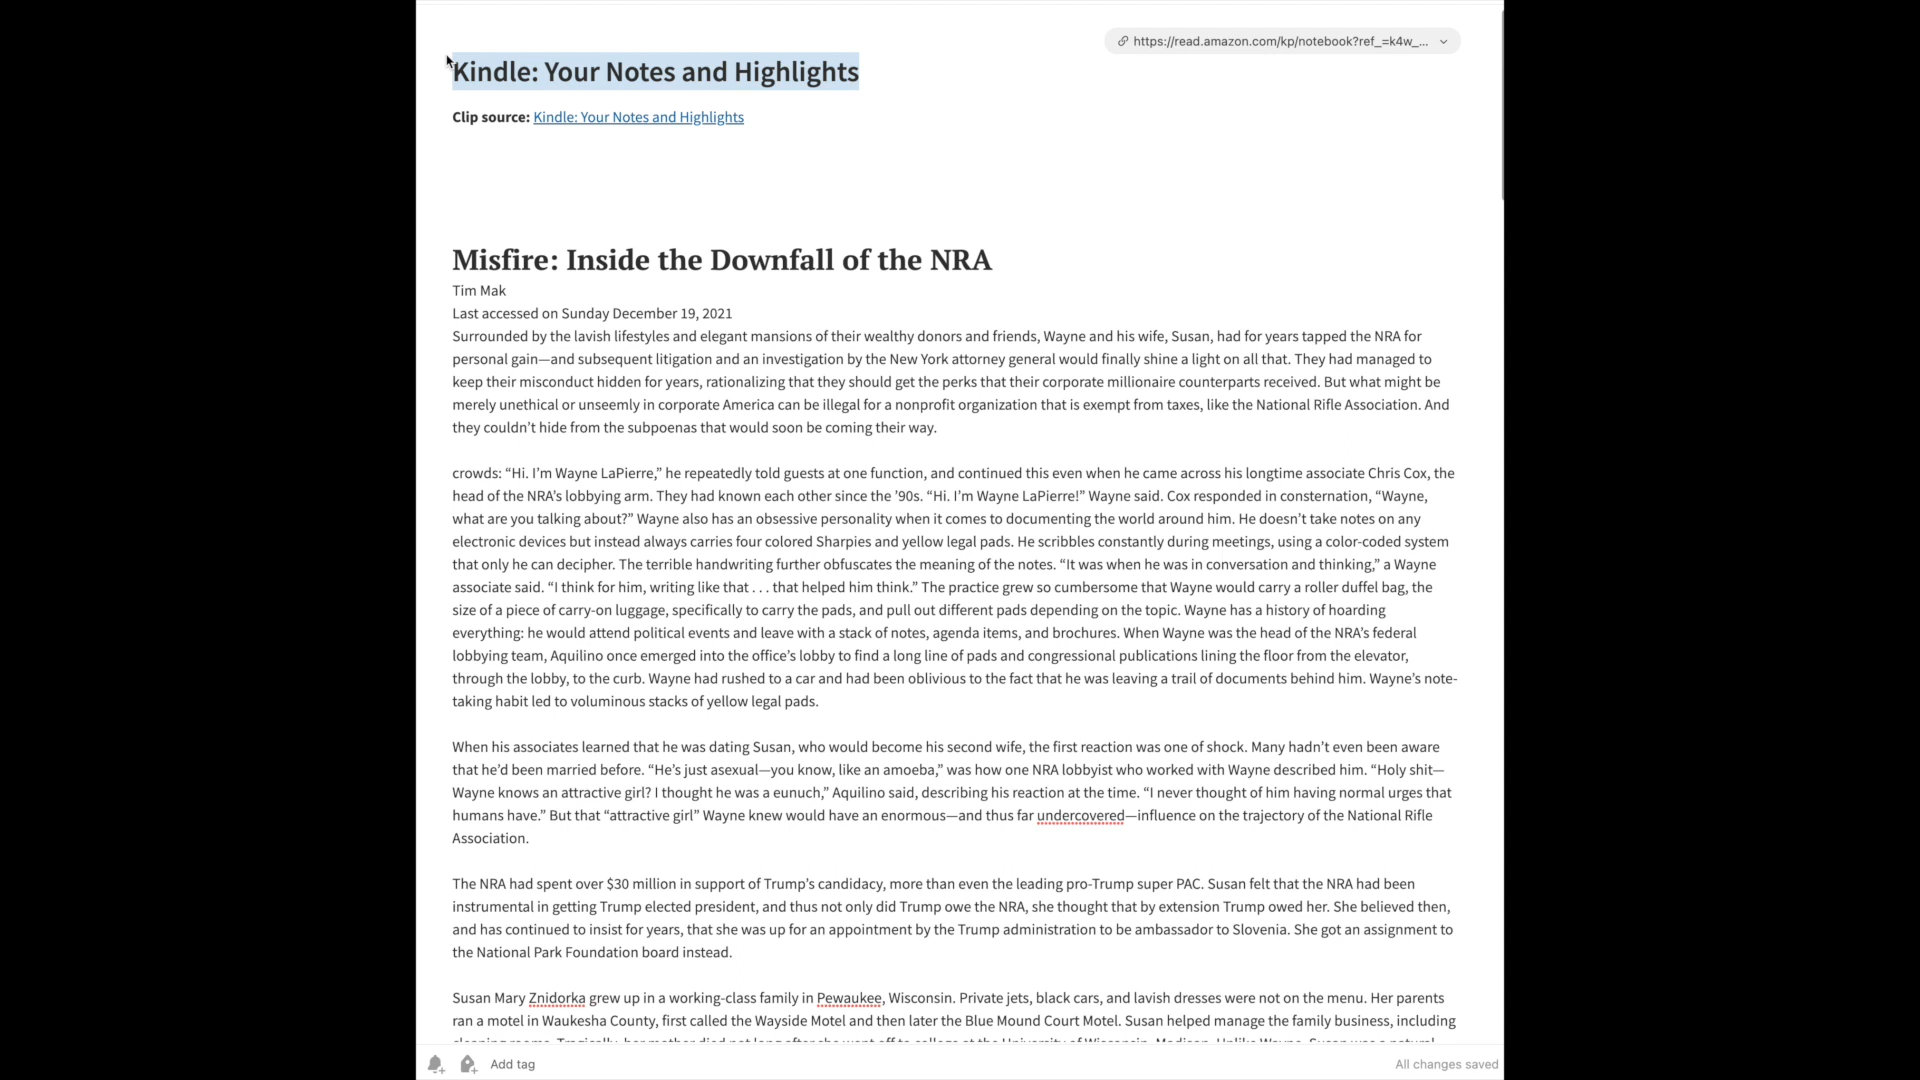 https://read.amazon.com/kp/notebook?ref_=k4w_...
Kindle: Your Notes and Highlights
Clip source: Kindle: Your Notes and Highlights
Misfire: Inside the Downfall of the NRA
Tim Mak
Last accessed on Sunday December 19, 2021
Surrounded by the lavish lifestyles and elegant mansions of their wealthy donors and friends, Wayne and his wife, Susan, had for years tapped the NRA for
personal gain—and subsequent litigation and an investigation by the New York attorney general would finally shine a light on all that. They had managed to
keep their misconduct hidden for years, rationalizing that they should get the perks that their corporate millionaire counterparts received. But what might be
merely unethical or unseemly in corporate America can be illegal for a nonprofit organization that is exempt from taxes, like the National Rifle Association. And
they couldn’t hide from the subpoenas that would soon be coming their way.
crowds: “Hi. I’m Wayne LaPierre,” he repeatedly told guests at one function, and continued this even when he came across his longtime associate Chris Cox, the
head of the NRA’s lobbying arm. They had known each other since the ’90s. “Hi. I’m Wayne LaPierre!” Wayne said. Cox responded in consternation, “Wayne,
what are you talking about?” Wayne also has an obsessive personality when it comes to documenting the world around him. He doesn’t take notes on any
electronic devices but instead always carries four colored Sharpies and yellow legal pads. He scribbles constantly during meetings, using a color-coded system
that only he can decipher. The terrible handwriting further obfuscates the meaning of the notes. “It was when he was in conversation and thinking,” a Wayne
associate said. “I think for him, writing like that . . . that helped him think.” The practice grew so cumbersome that Wayne would carry a roller duffel bag, the
size of a piece of carry-on luggage, specifically to carry the pads, and pull out different pads depending on the topic. Wayne has a history of hoarding
everything: he would attend political events and leave with a stack of notes, agenda items, and brochures. When Wayne was the head of the NRA’s federal
lobbying team, Aquilino once emerged into the office’s lobby to find a long line of pads and congressional publications lining the floor from the elevator,
through the lobby, to the curb. Wayne had rushed to a car and had been oblivious to the fact that he was leaving a trail of documents behind him. Wayne’s note-
taking habit led to voluminous stacks of yellow legal pads.
When his associates learned that he was dating Susan, who would become his second wife, the first reaction was one of shock. Many hadn’t even been aware
that he’d been married before. “He’s just asexual—you know, like an amoeba,” was how one NRA lobbyist who worked with Wayne described him. “Holy shit—
Wayne knows an attractive girl? I thought he was a eunuch,” Aquilino said, describing his reaction at the time. “I never thought of him having normal urges that
humans have.” But that “attractive girl” Wayne knew would have an enormous—and thus far undercovered—influence on the trajectory of the National Rifle
Association.
The NRA had spent over $30 million in support of Trump’s candidacy, more than even the leading pro-Trump super PAC. Susan felt that the NRA had been
instrumental in getting Trump elected president, and thus not only did Trump owe the NRA, she thought that by extension Trump owed her. She believed then,
and has continued to insist for years, that she was up for an appointment by the Trump administration to be ambassador to Slovenia. She got an assignment to
the National Park Foundation board instead.
Susan Mary Znidorka grew up in a working-class family in Pewaukee, Wisconsin. Private jets, black cars, and lavish dresses were not on the menu. Her parents
ran a motel in Waukesha County, first called the Wayside Motel and then later the Blue Mound Court Motel. Susan helped manage the family business, including
Add tag
All changes saved